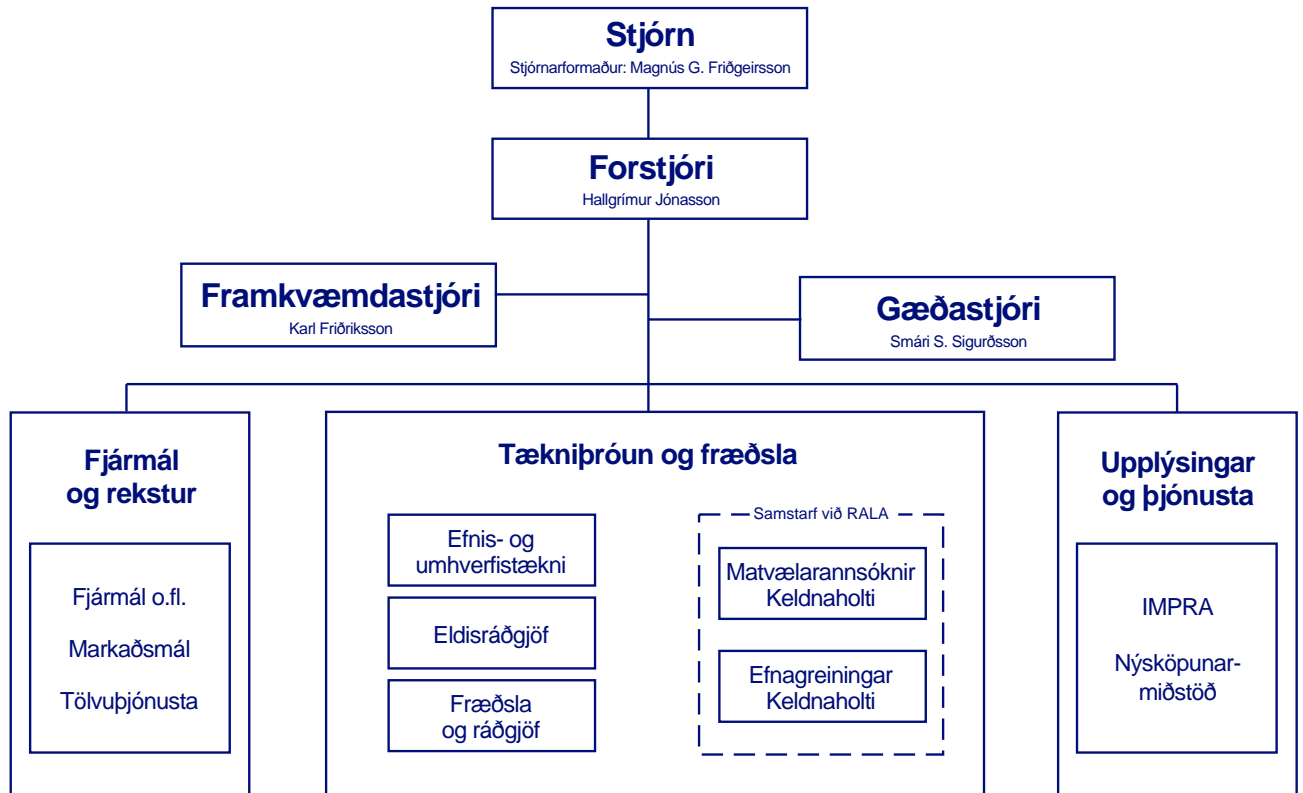 Stjórn
Stjórnarformaður: Magnús G. Friðgeirsson
Forstjóri
Hallgrímur Jónasson
Framkvæmdastjóri
Karl Friðriksson
Gæðastjóri
Smári S. Sigurðsson
Fjármál
og rekstur
Fjármál o.fl.
Markaðsmál
Tölvuþjónusta
Tækniþróun og fræðsla
Efnis- og
umhverfistækni
Eldisráðgjöf
Fræðsla
og ráðgjöf
Samstarf við RALA
Matvælarannsóknir
Keldnaholti
Efnagreiningar
Keldnaholti
Upplýsingar
og þjónusta
IMPRA
Nýsköpunar-
miðstöð